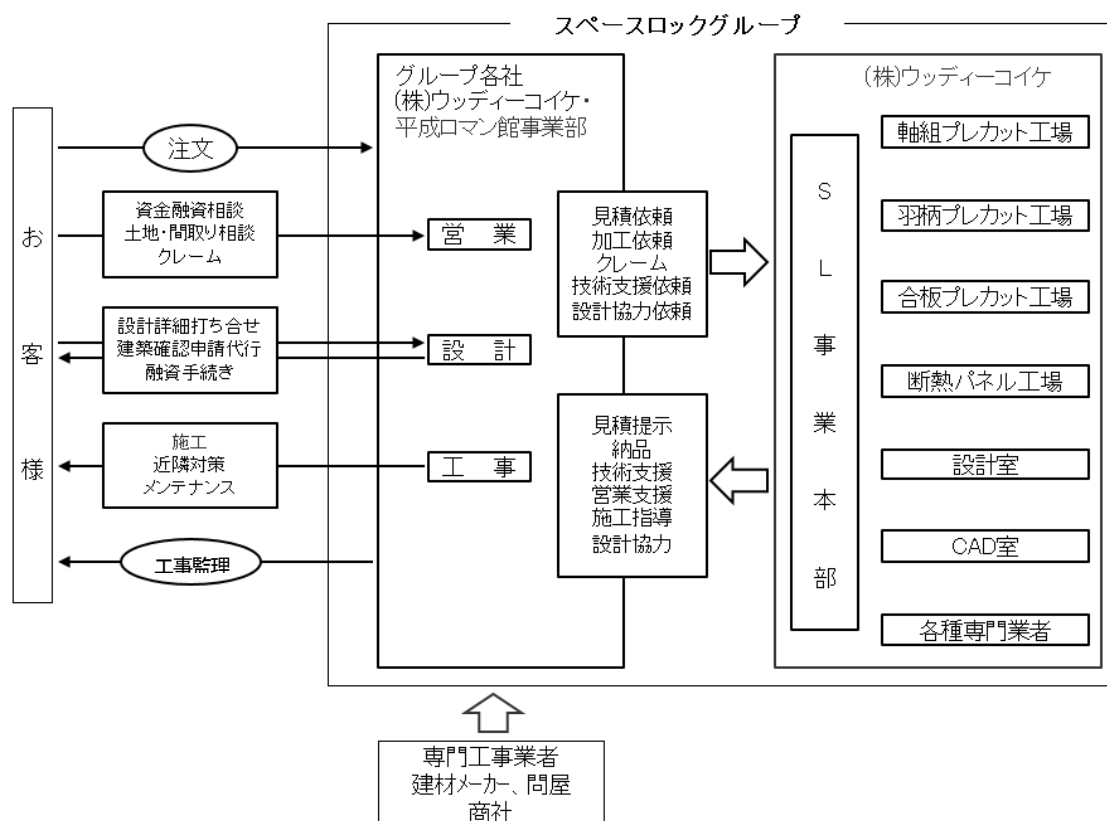 スペースロックグループ
お客様
注文
資金融資相談
土地・間取り相談
クレーム
設計詳細打ち合せ
建築確認申請代行
融資手続き
施工
近隣対策
メンテナンス
工事監理
グループ各社
(株)ウッディーコイケ・
平成ロマン館事業部
営業
設計
工事
見積依頼
加工依頼
クレーム
技術支援依頼
設計協力依頼
見積提示
納品
技術支援
営業支援
施工指導
設計協力
(株)ウッディーコイケ
SL事業本部
軸組プレカット工場
羽柄プレカット工場
合板プレカット工場
断熱パネル工場
設計室
CAD室
各種専門業者
専門工事業者
建材メーカー、問屋
商社